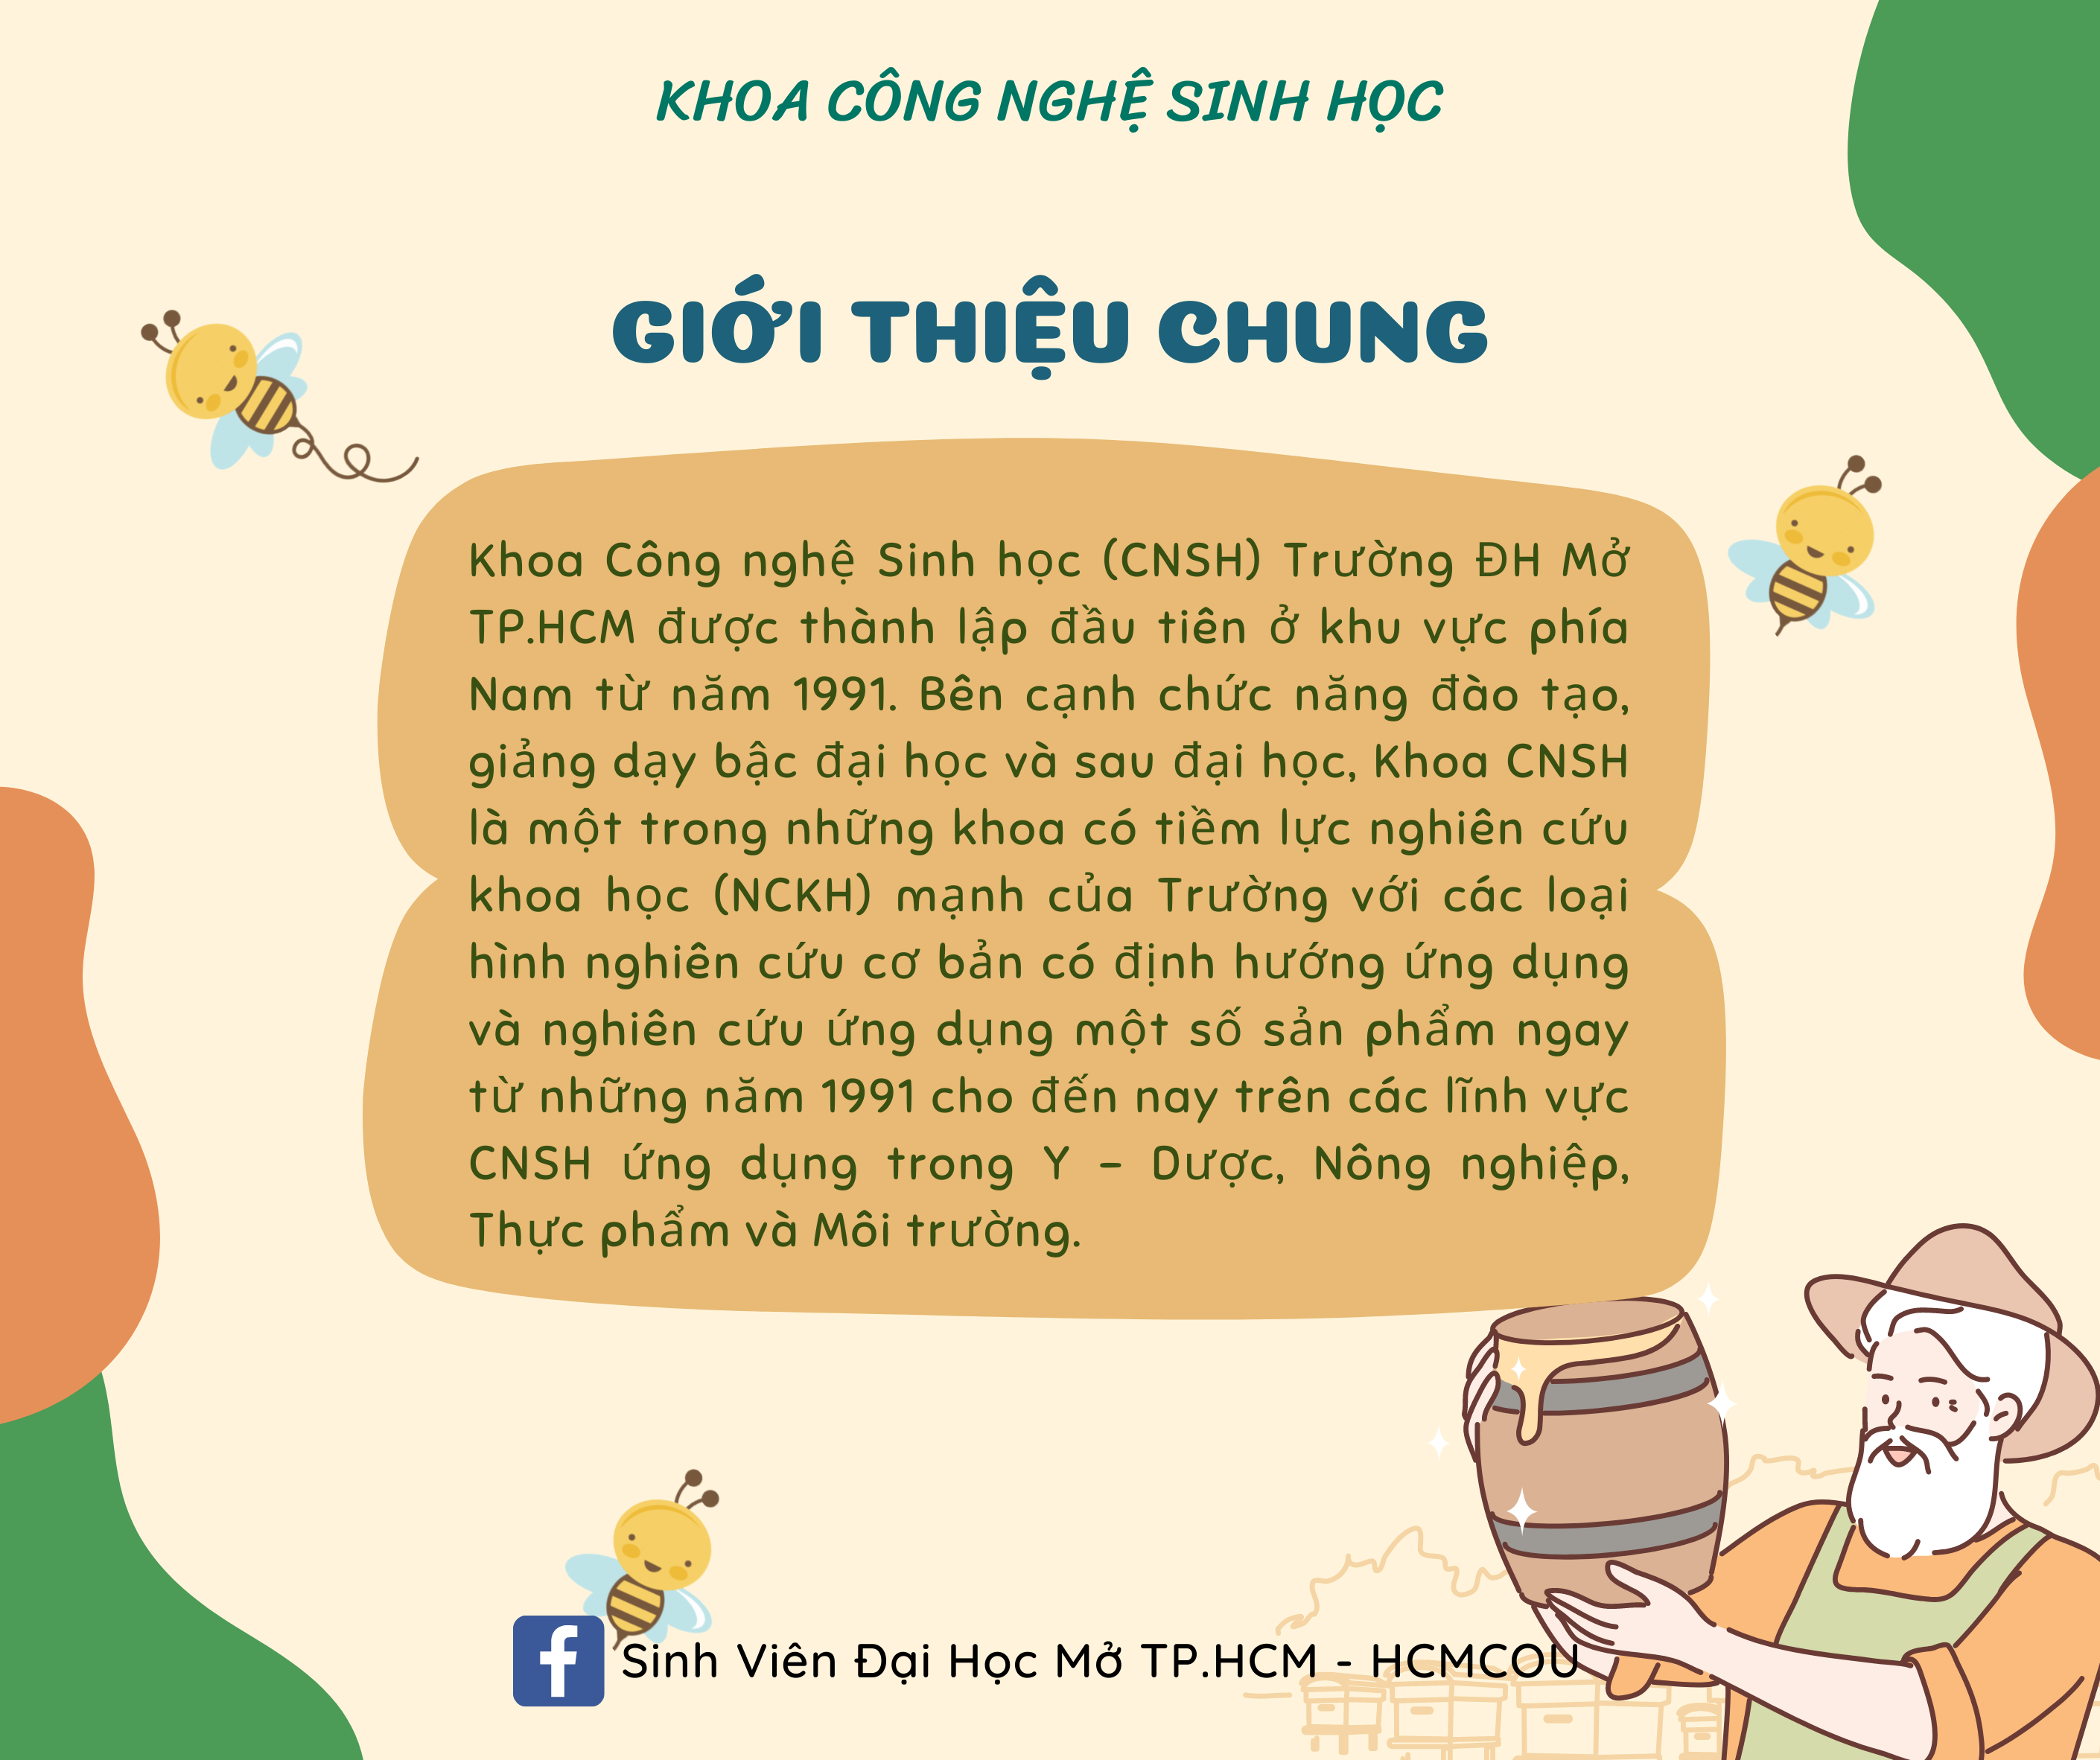 KHOA CÔNG NGHỆ SINH HỌC
GIỚI THIỆU CHUNG
Khoa Công nghệ Sinh học (CNSH) Trường ĐH Mở
TP.HCM được thành lập đầu tiên ở khu vực phía
Nam từ năm 1991. Bên cạnh chức năng đào tạo,
giảng dạy bậc đại học và sau đại học, Khoa CNSH
là một trong những khoa có tiềm lực nghiên cứu
khoa học (NCKH) mạnh của Trường với các loại
hình nghiên cứu cơ bản có định hướng ứng dụng
và nghiên cứu ứng dụng một số sản phẩm ngay
từ những năm 1991 cho đến nay trên các lĩnh vực
CNSH ứng dụng trong Y – Dược, Nông nghiệp,
Thực phẩm và Môi trường.
Sinh Viên Đại Học Mở TP.HCM - HCMCOU